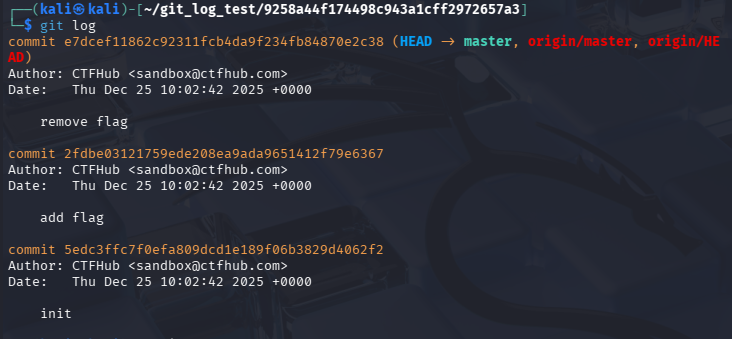 ┌──(kali㉿kali)-[~/git_log_test/9258a44f174498c943a1cff2972657a3]
└─$ git log
commit e7dcef11862c92311fcb4da9f234fb84870e2c38 (HEAD -> master, origin/master, origin/HE
AD)
Author: CTFHub <sandbox@ctfhub.com>
Date:   Thu Dec 25 10:02:42 2025 +0000
remove flag
commit 2fdbe03121759ede208ea9ada9651412f79e6367
Author: CTFHub <sandbox@ctfhub.com>
Date:   Thu Dec 25 10:02:42 2025 +0000
add flag
commit 5edc3ffc7f0efa809dcd1e189f06b3829d4062f2
Author: CTFHub <sandbox@ctfhub.com>
Date:   Thu Dec 25 10:02:42 2025 +0000
init